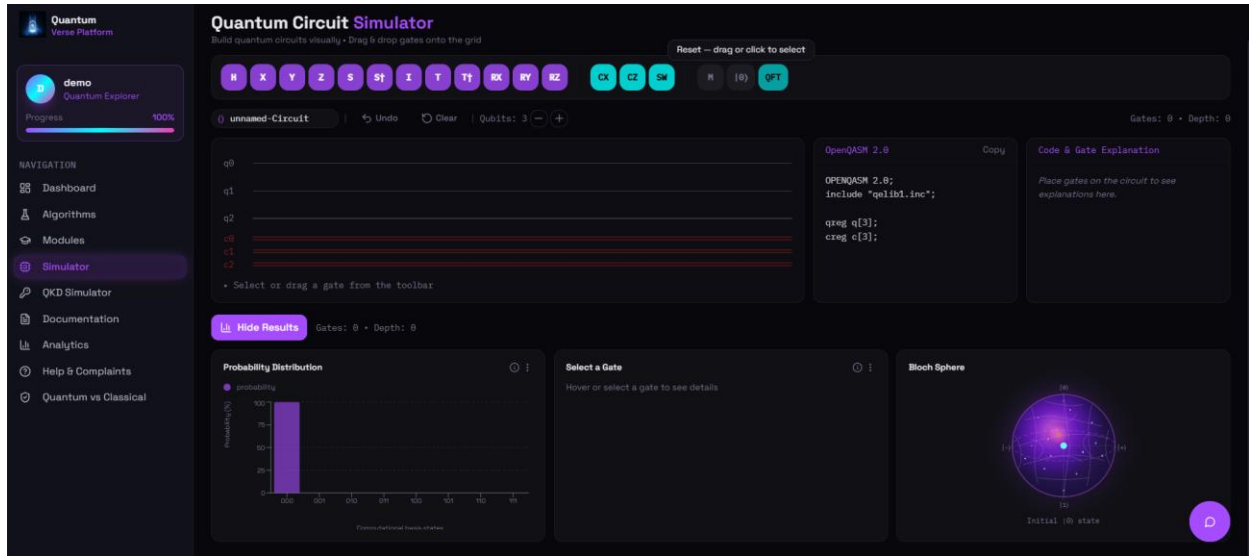 Quantum
Verse Platform
D
demo
Quantum Explorer
Progress 100%
NAVIGATION
Dashboard
Algorithms
Modules
Simulator
QKD Simulator
Documentation
Analytics
Help & Complaints
Quantum vs Classical
Quantum Circuit Simulator
Build quantum circuits visually • Drag & drop gates onto the grid
Reset — drag or click to select
H X Y Z S S† I T T† RX RY RZ CX CZ SW M |0⟩ QFT
unnamed-Circuit | Undo Clear | Qubits: 3 − +
Gates: 0 • Depth: 0
q0
q1
q2
c0
c1
c2
▸ Select or drag a gate from the toolbar
OpenQASM 2.0 Copy
OPENQASM 2.0;
include "qelib1.inc";
qreg q[3];
creg c[3];
Code & Gate Explanation
Place gates on the circuit to see
explanations here.
Hide Results Gates: 0 • Depth: 0
Probability Distribution
probability
Probability (%)
100
75
50
25
0
000 001 010 011 100 101 110 111
Computational basis states
Select a Gate
Hover or select a gate to see details
Bloch Sphere
|0⟩
|-⟩ |+⟩
|1⟩
Initial |0⟩ state